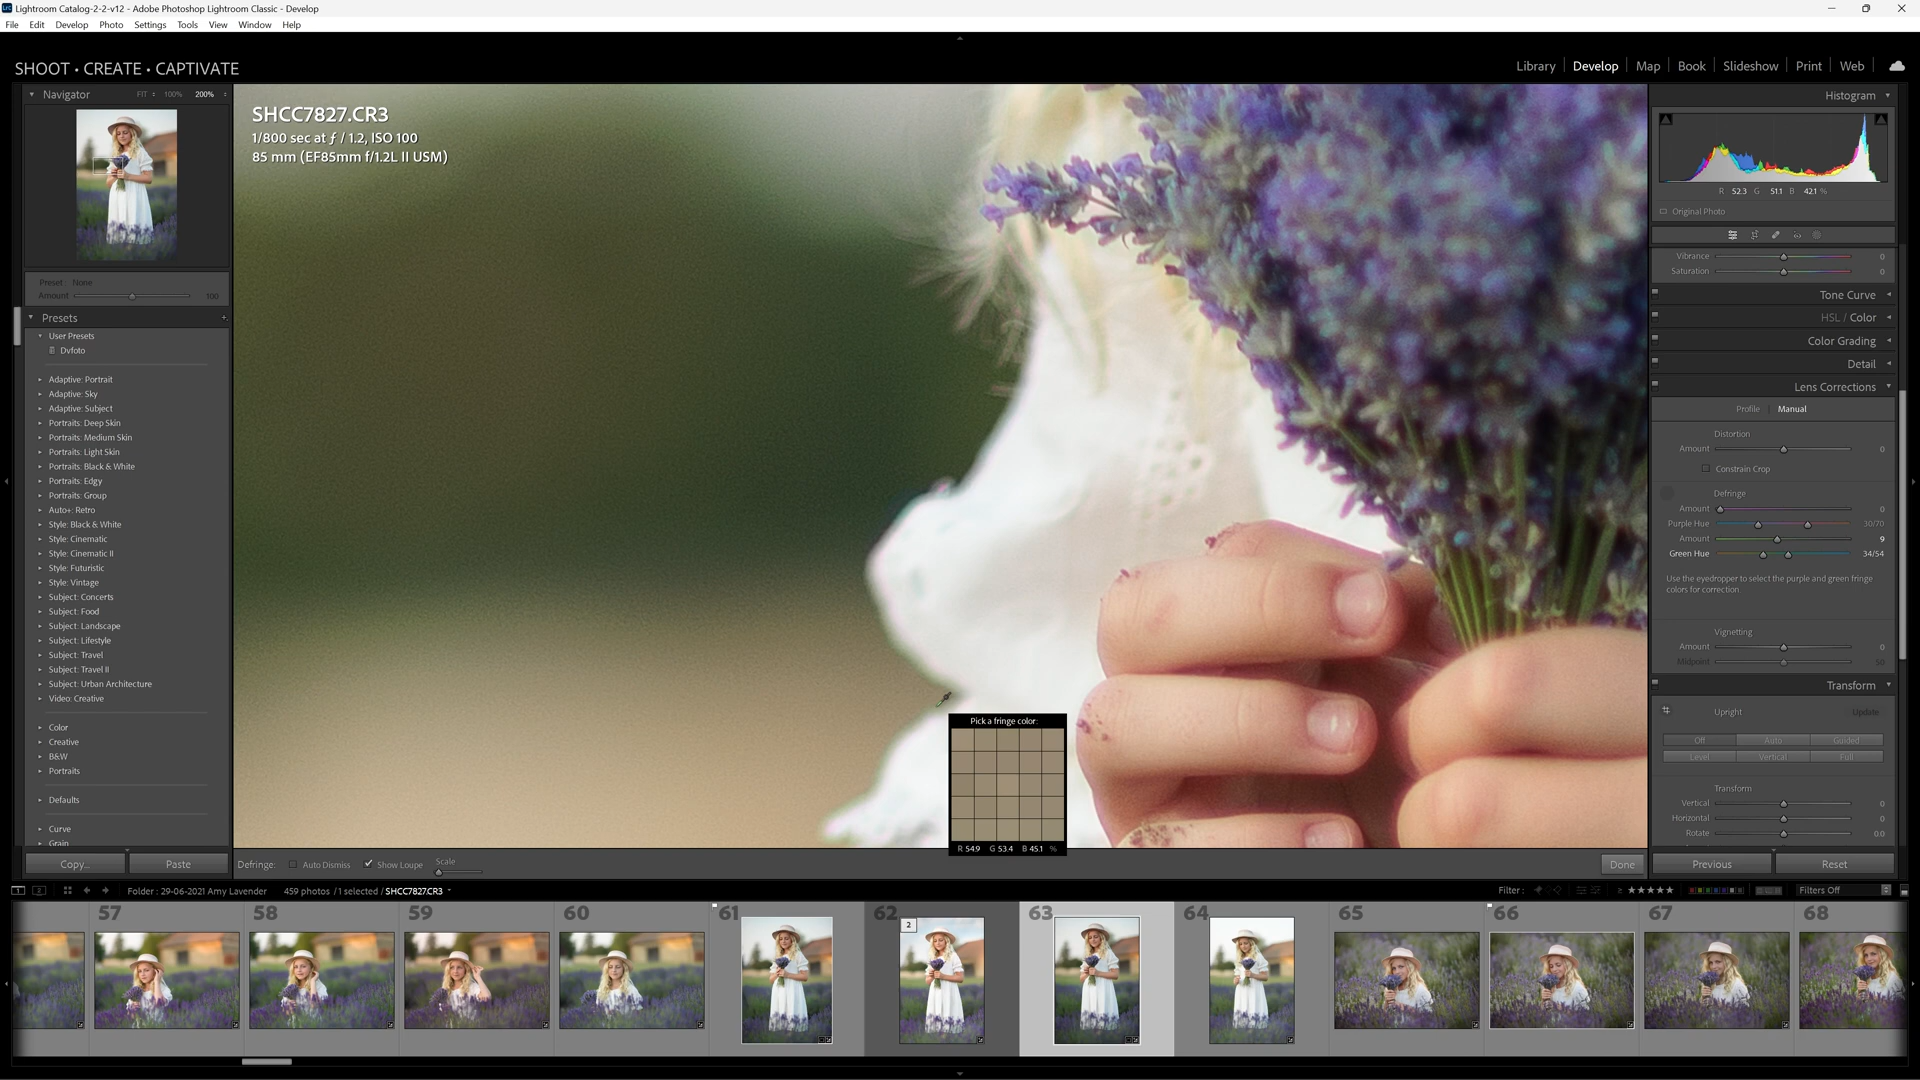 Lightroom Catalog-2-2-v12 - Adobe Photoshop Lightroom Classic - Develop
File Edit Develop Photo Settings Tools View Window Help
SHOOT • CREATE • CAPTIVATE
Library Develop Map Book Slideshow Print Web
Navigator FIT 100% 200%
Preset: None
Amount 100
Presets
User Presets
Dvfoto
Adaptive: Portrait
Adaptive: Sky
Adaptive: Subject
Portraits: Deep Skin
Portraits: Medium Skin
Portraits: Light Skin
Portraits: Black & White
Portraits: Edgy
Portraits: Group
Auto+: Retro
Style: Black & White
Style: Cinematic
Style: Cinematic II
Style: Futuristic
Style: Vintage
Subject: Concerts
Subject: Food
Subject: Landscape
Subject: Lifestyle
Subject: Travel
Subject: Travel II
Subject: Urban Architecture
Video: Creative
Color
Creative
B&W
Portraits
Defaults
Curve
Grain
Copy... Paste
SHCC7827.CR3
1/800 sec at ƒ / 1.2, ISO 100
85 mm (EF85mm f/1.2L II USM)
Pick a fringe color:
R 54.9 G 53.4 B 45.1 %
Defringe: Auto Dismiss Show Loupe Scale Done
Histogram
R 52.3 G 51.1 B 42.1 %
Original Photo
Vibrance 0
Saturation 0
Tone Curve
HSL / Color
Color Grading
Detail
Lens Corrections
Profile Manual
Distortion
Amount 0
Constrain Crop
Defringe
Amount 0
Purple Hue 30/70
Amount 9
Green Hue 34/54
Use the eyedropper to select the purple and green fringe
colors for correction.
Vignetting
Amount 0
Midpoint 50
Transform
Upright Update
Off Auto Guided
Level Vertical Full
Transform
Vertical 0
Horizontal 0
Rotate 0.0
Previous Reset
1 2 Folder : 29-06-2021 Amy Lavender 459 photos / 1 selected / SHCC7827.CR3 Filter : ≥ ★★★★★ Filters Off
57 58 59 60 61 62 63 64 65 66 67 68
2